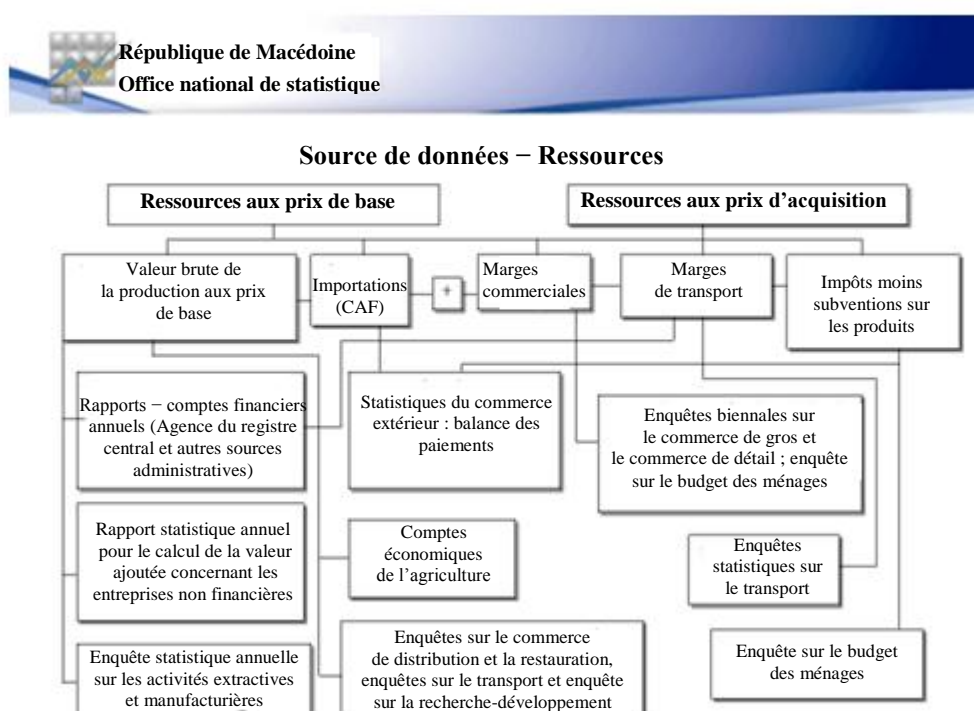 République de Macédoine
Office national de statistique
Source de données − Ressources
Ressources aux prix de base
Ressources aux prix d’acquisition
Valeur brute de
la production aux prix
de base
Importations
(CAF)
+
Marges
commerciales
Marges
de transport
Impôts moins
subventions sur
les produits
Rapports − comptes financiers
annuels (Agence du registre
central et autres sources
administratives)
Statistiques du commerce
extérieur : balance des
paiements
Enquêtes biennales sur
le commerce de gros et
le commerce de détail ; enquête
sur le budget des ménages
Rapport statistique annuel
pour le calcul de la valeur
ajoutée concernant les
entreprises non financières
Comptes
économiques
de l’agriculture
Enquêtes
statistiques sur
le transport
Enquête statistique annuelle
sur les activités extractives
et manufacturières
Enquêtes sur le commerce
de distribution et la restauration,
enquêtes sur le transport et enquête
sur la recherche-développement
Enquête sur le budget
des ménages